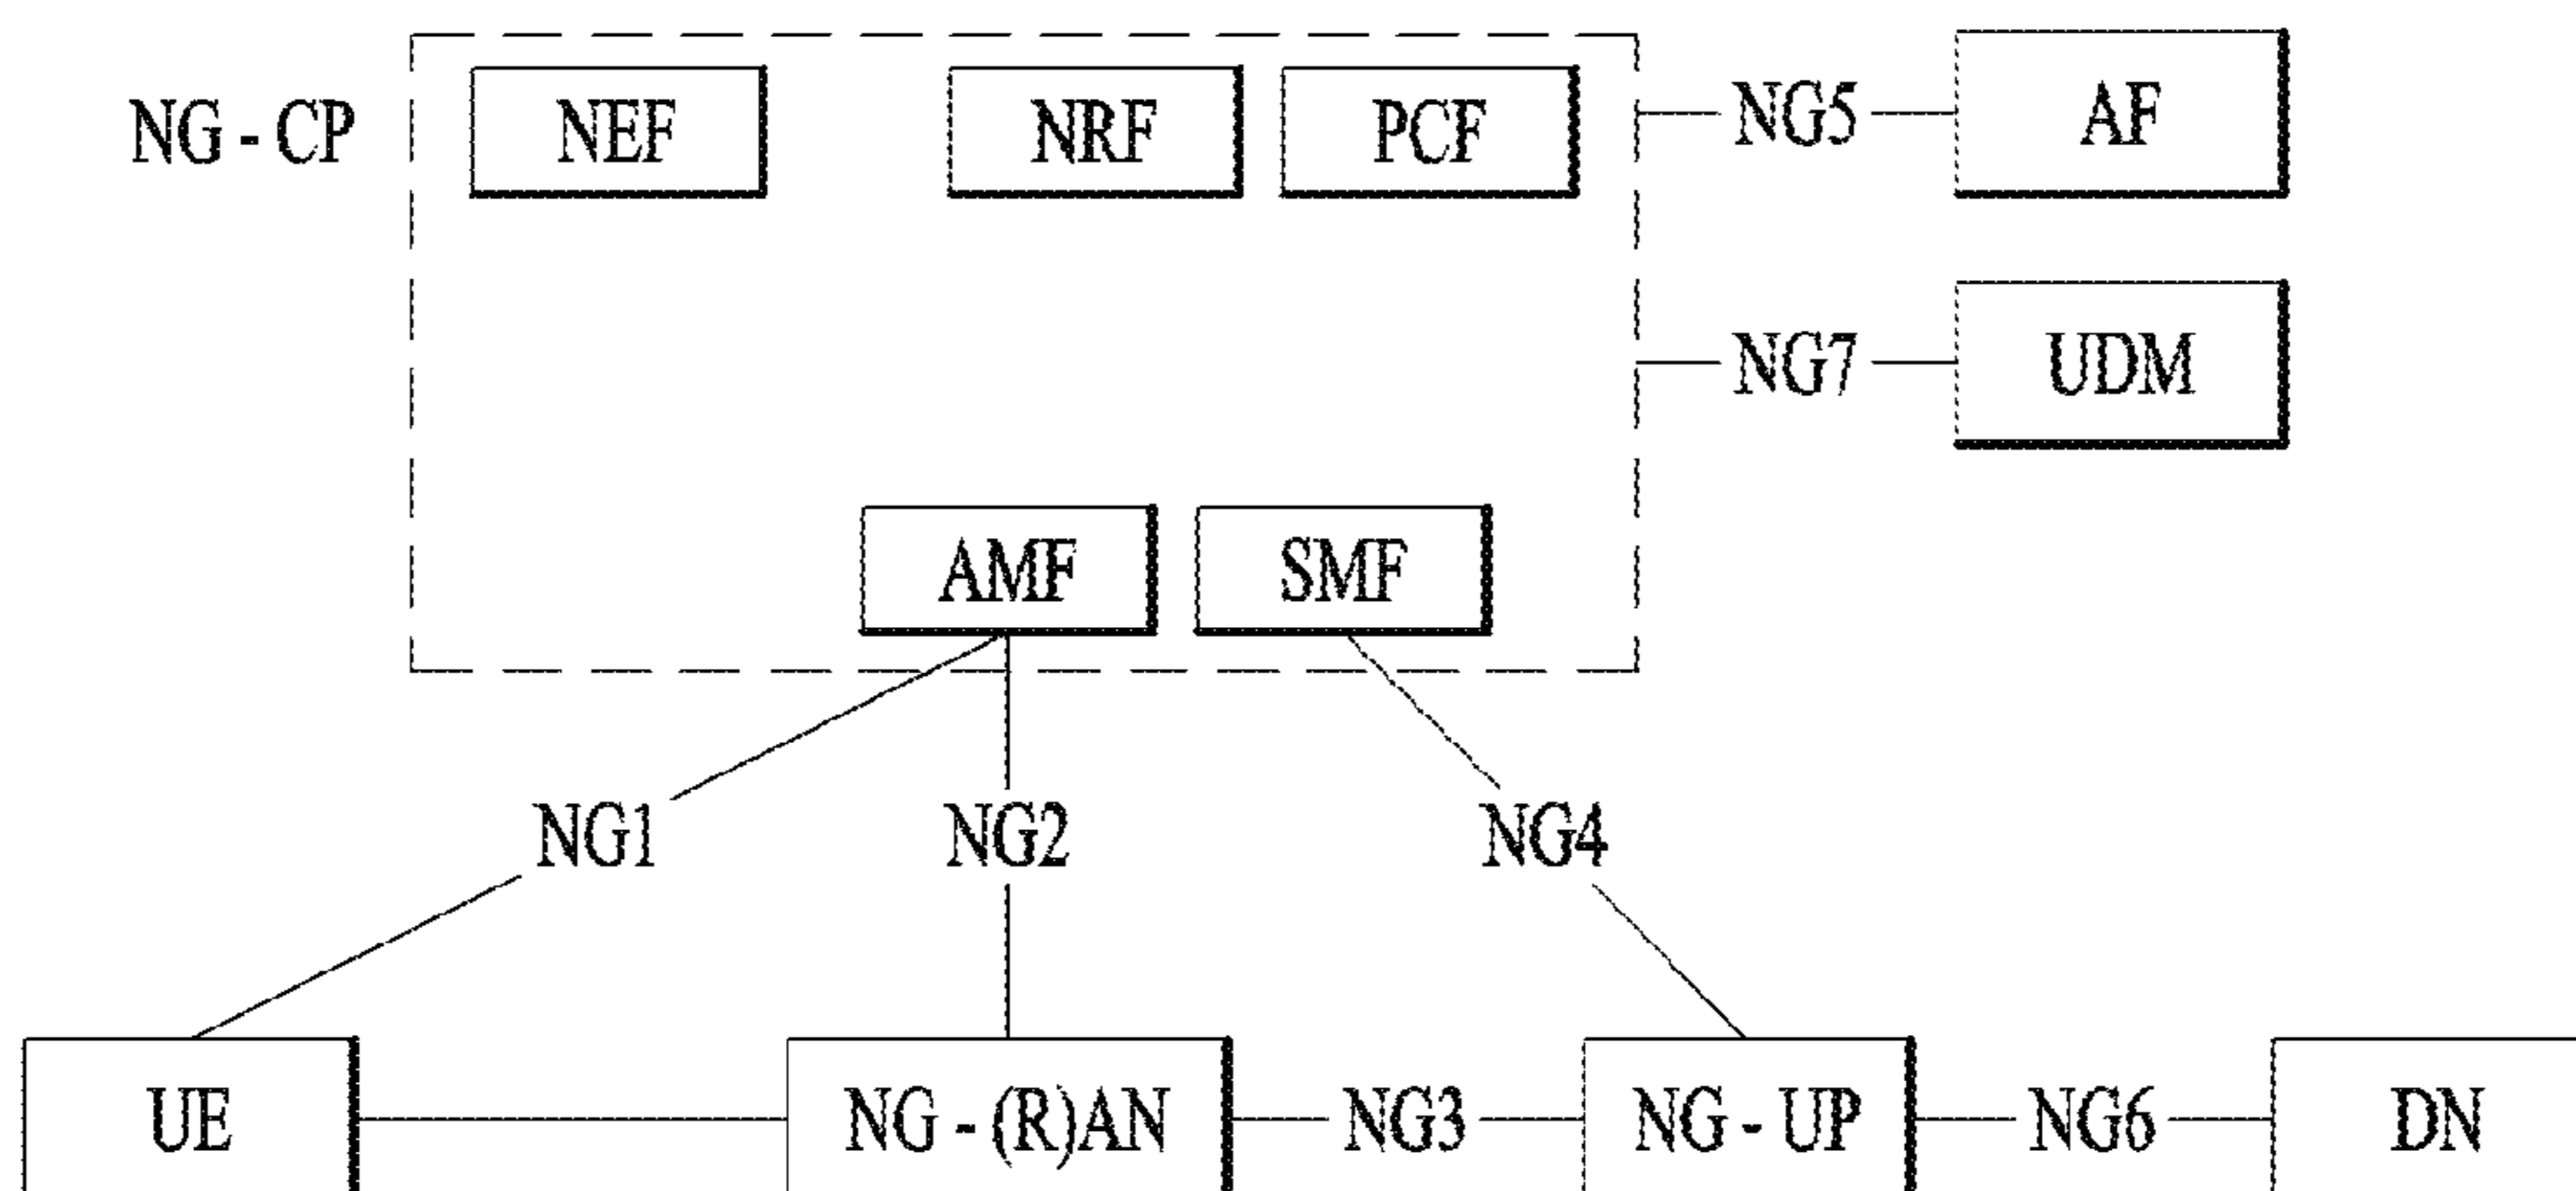 NG - CP
NEF
NRF
PCF
NG5
AF
NG7
UDM
AMF
SMF
NG1
NG2
NG4
UE
NG - (R)AN
NG3
NG - UP
NG6
DN